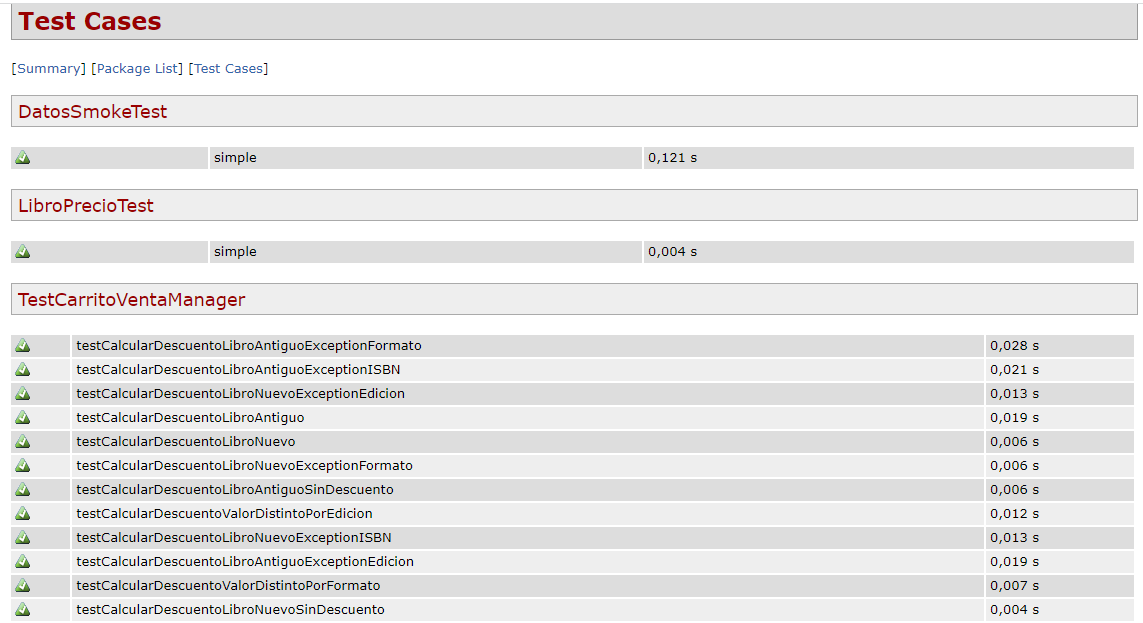 Test Cases
[Summary] [Package List] [Test Cases]
DatosSmokeTest
simple 0,121 s
LibroPrecioTest
simple 0,004 s
TestCarritoVentaManager
testCalcularDescuentoLibroAntiguoExceptionFormato 0,028 s
testCalcularDescuentoLibroAntiguoExceptionISBN 0,021 s
testCalcularDescuentoLibroNuevoExceptionEdicion 0,013 s
testCalcularDescuentoLibroAntiguo 0,019 s
testCalcularDescuentoLibroNuevo 0,006 s
testCalcularDescuentoLibroNuevoExceptionFormato 0,006 s
testCalcularDescuentoLibroAntiguoSinDescuento 0,006 s
testCalcularDescuentoValorDistintoPorEdicion 0,012 s
testCalcularDescuentoLibroNuevoExceptionISBN 0,013 s
testCalcularDescuentoLibroAntiguoExceptionEdicion 0,019 s
testCalcularDescuentoValorDistintoPorFormato 0,007 s
testCalcularDescuentoLibroNuevoSinDescuento 0,004 s